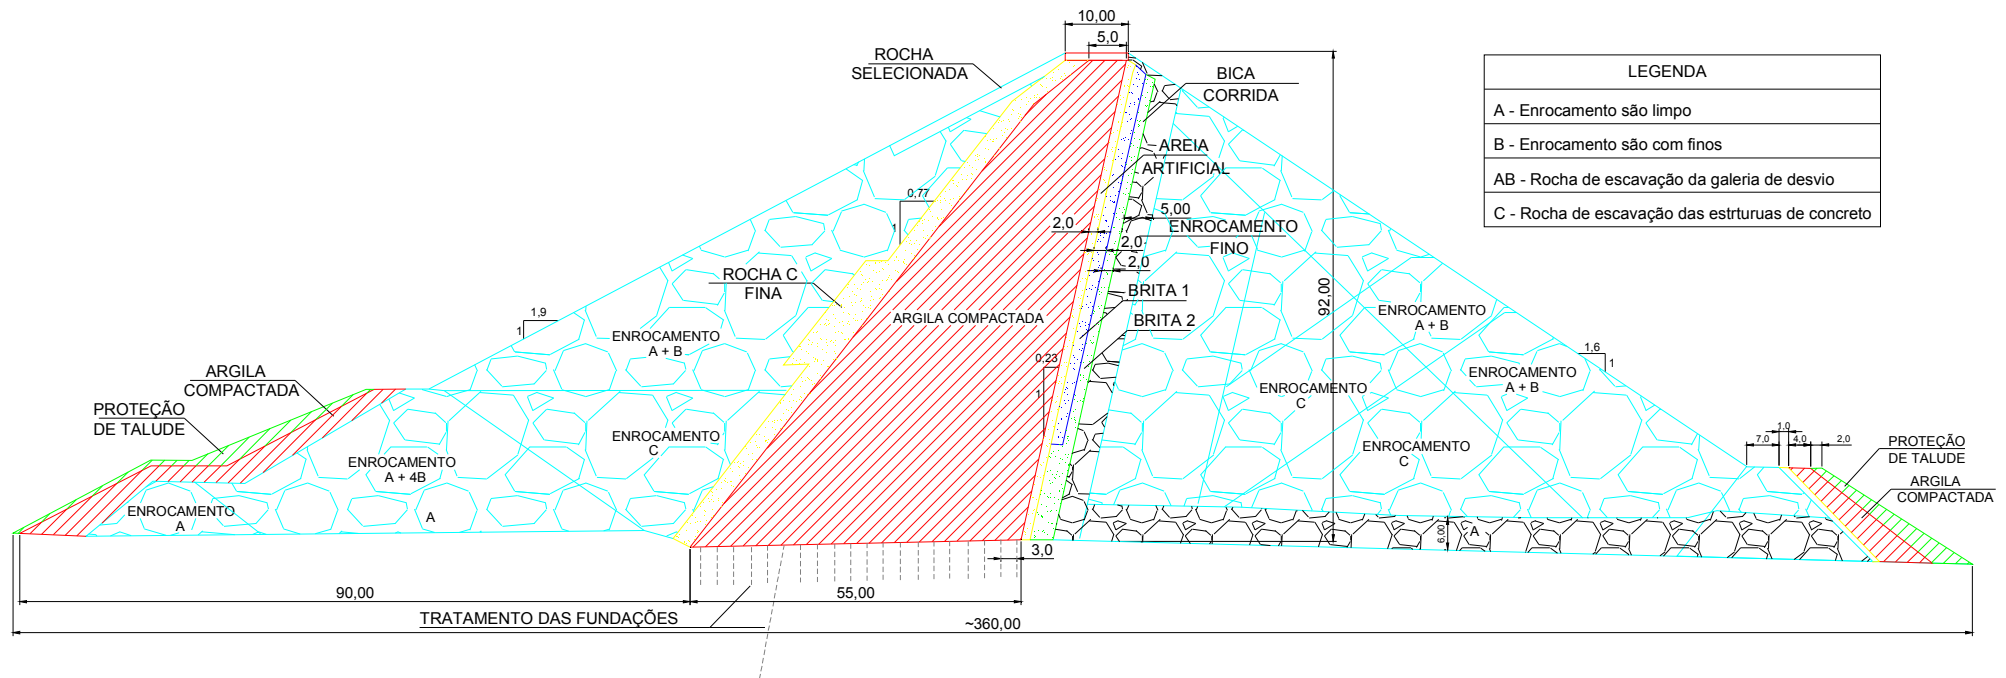 10,00
5,0
ROCHA
SELECIONADA
BICA
CORRIDA
LEGENDA
A - Enrocamento são limpo
B - Enrocamento são com finos
AB - Rocha de escavação da galeria de desvio
C - Rocha de escavação das estrturuas de concreto
AREIA
ARTIFICIAL
0,77
1
5,00
2,0
ENROCAMENTO
FINO
2,0
2,0
ROCHA C
FINA
BRITA 1
BRITA 2
92,00
1,9
1
ARGILA COMPACTADA
ENROCAMENTO
A + B
ENROCAMENTO
A + B
1,6
1
0,23
1
ARGILA
COMPACTADA
PROTEÇÃO
DE TALUDE
ENROCAMENTO
C
ENROCAMENTO
A + B
ENROCAMENTO
C
ENROCAMENTO
C
ENROCAMENTO
A + 4B
ENROCAMENTO
A
A
7,0
1,0
4,0
2,0
PROTEÇÃO
DE TALUDE
ARGILA
COMPACTADA
6,00
A
3,0
90,00
55,00
TRATAMENTO DAS FUNDAÇÕES
~360,00